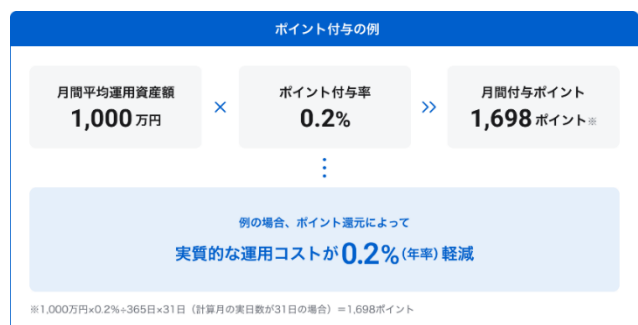 ポイント付与の例
月間平均運用資産額
1,000万円
×
ポイント付与率
0.2%
»
月間付与ポイント
1,698ポイント※
例の場合、ポイント還元によって
実質的な運用コストが0.2%(年率)軽減
※1,000万円×0.2%÷365日×31日（計算月の実日数が31日の場合）＝1,698ポイント